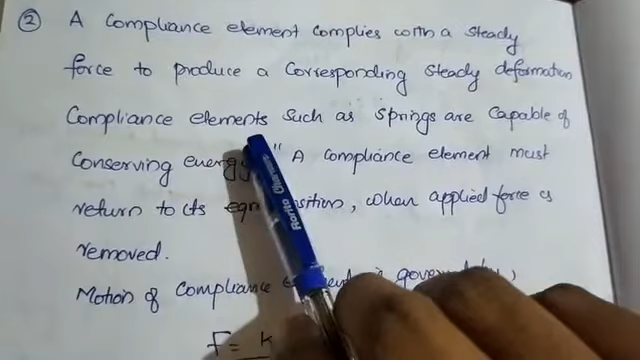 ② A Compliance element complies with a steady
force to produce a Corresponding steady deformation
Compliance elements such as springs are capable of
Conserving energy " A compliance element must
return to its position, when applied force is
removed.
Motion of Compliance
F = K
Rorito